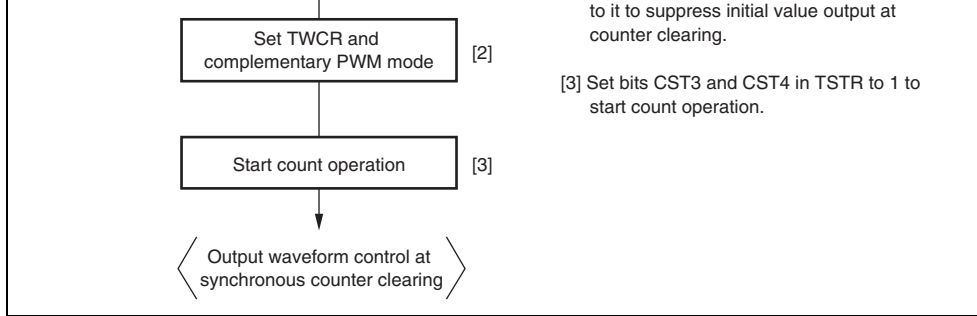 to it to suppress initial value output at
counter clearing.
Set TWCR and
complementary PWM mode
[2]
[3] Set bits CST3 and CST4 in TSTR to 1 to
start count operation.
Start count operation
[3]
Output waveform control at
synchronous counter clearing